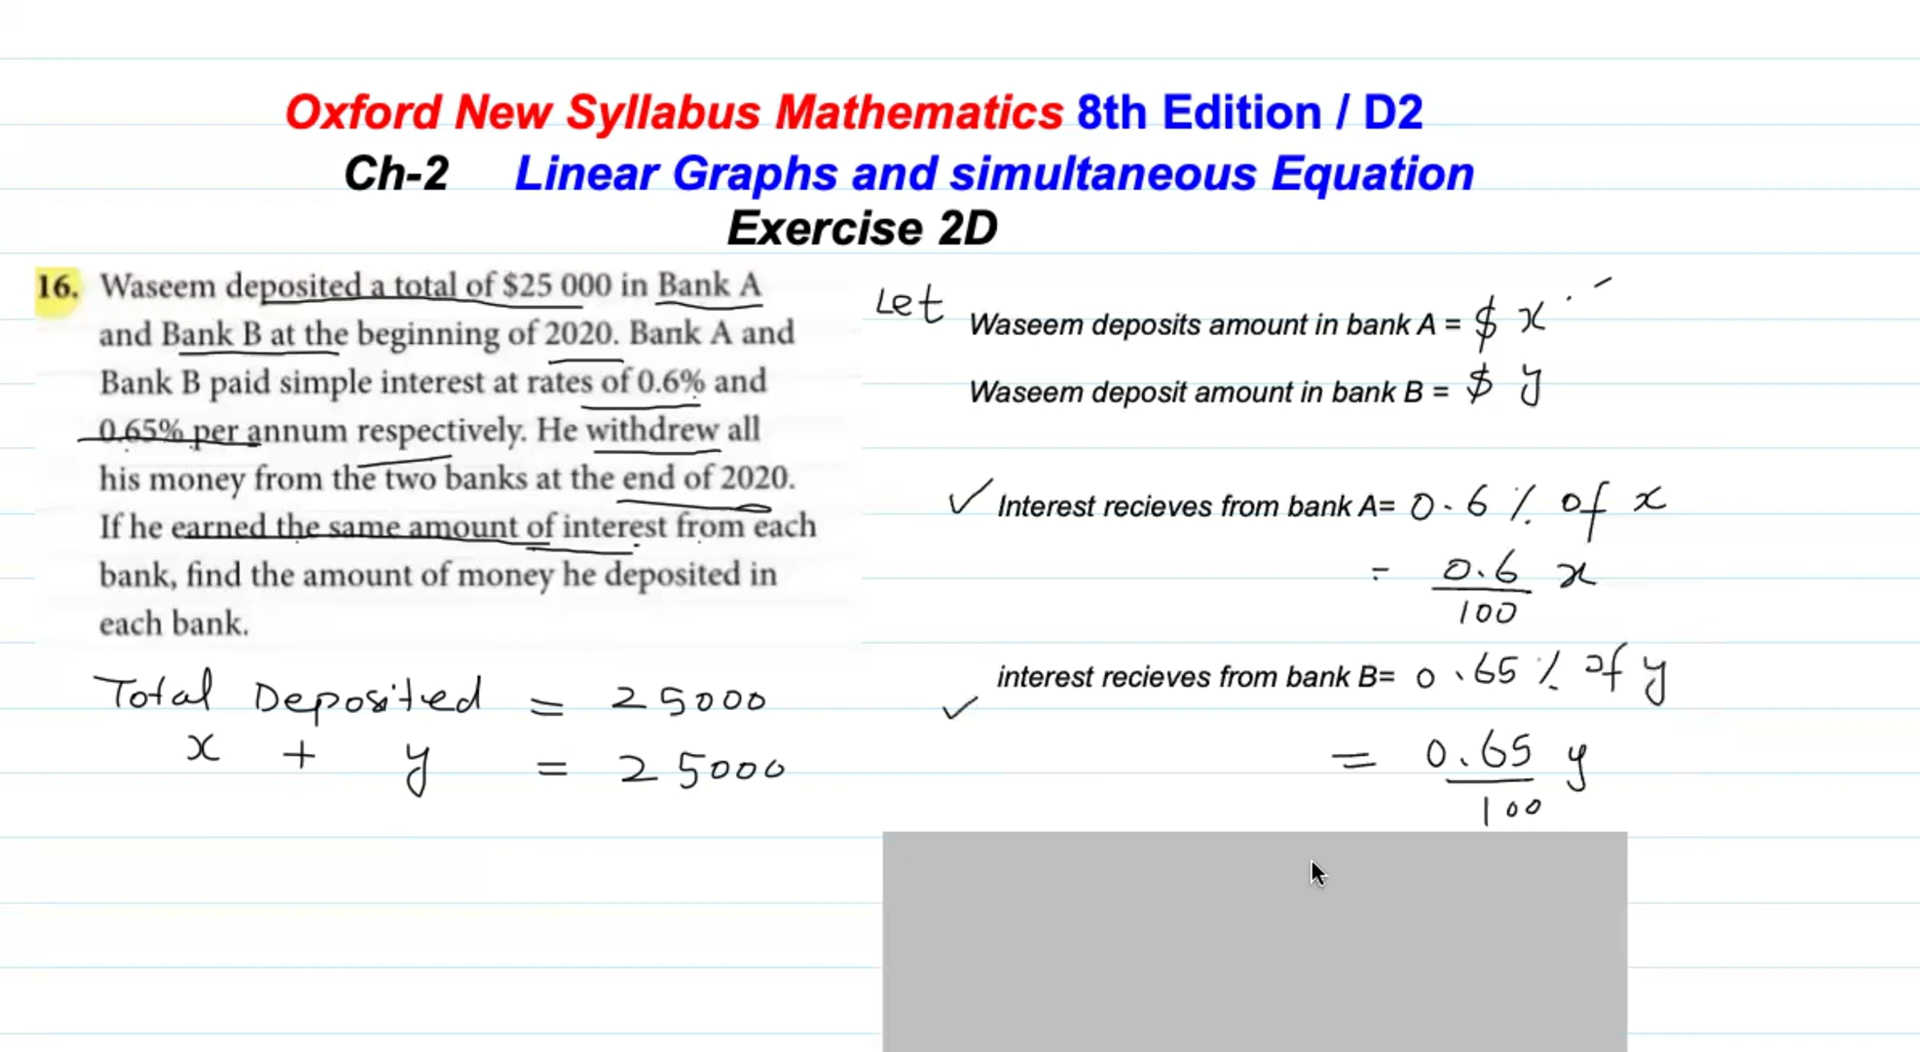 Oxford New Syllabus Mathematics 8th Edition / D2
Ch-2 Linear Graphs and simultaneous Equation
Exercise 2D
16. Waseem deposited a total of $25 000 in Bank A
and Bank B at the beginning of 2020. Bank A and
Bank B paid simple interest at rates of 0.6% and
0.65% per annum respectively. He withdrew all
his money from the two banks at the end of 2020.
If he earned the same amount of interest from each
bank, find the amount of money he deposited in
each bank.
Total Deposited = 25000
x + y = 25000
Let Waseem deposits amount in bank A = $ x
Waseem deposit amount in bank B = $ y
✓ Interest recieves from bank A= 0.6 % of x
= 0.6/100 x
✓ interest recieves from bank B= 0.65 % of y
= 0.65/100 y